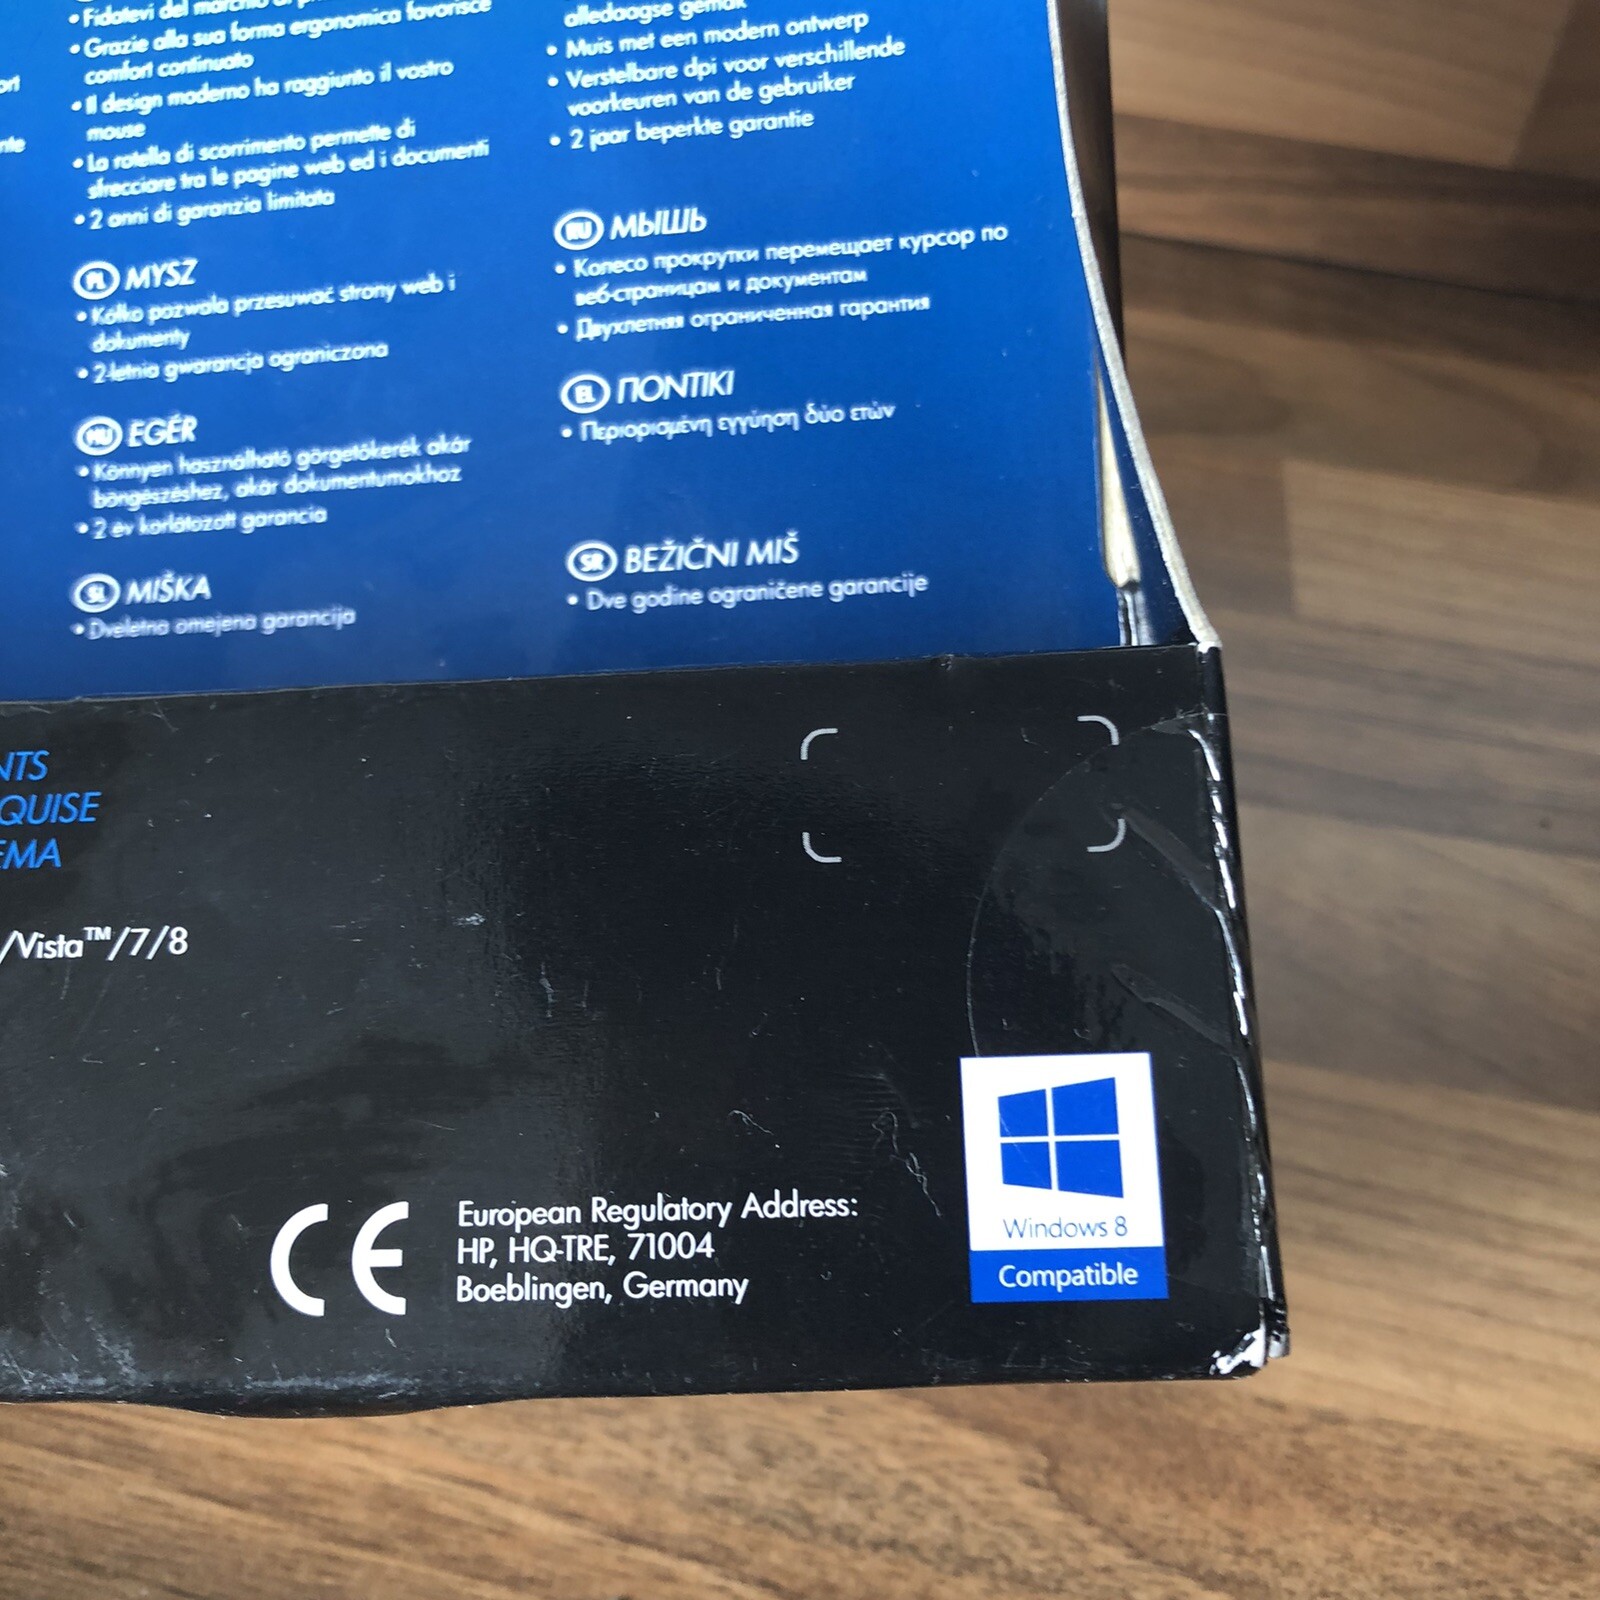 • Fidatevi del marchio di
• Grazie alla sua forma ergonomica favorisce
comfort continuato
• Il design moderno ha raggiunto il vostro
mouse
• La rotella di scorrimento permette di
sfrecciare tra le pagine web ed i documenti
• 2 anni di garanzia limitata
PL MYSZ
• Kółko pozwala przesuwać strony web i
dokumenty
• 2-letnia gwarancja ograniczona
HU EGÉR
• Könnyen használható görgetőkerék akár
böngészéshez, akár dokumentumokhoz
• 2 év korlátozott garancia
SL MIŠKA
• Dveletna omejena garancija
alledaagse gemak
• Muis met een modern ontwerp
• Verstelbare dpi voor verschillende
voorkeuren van de gebruiker
• 2 jaar beperkte garantie
RU МЫШЬ
• Колесо прокрутки перемещает курсор по
веб-страницам и документам
• Двухлетняя ограниченная гарантия
EL ΠΟΝΤΙΚΙ
• Περιορισμένη εγγύηση δύο ετών
SR BEŽIČNI MIŠ
• Dve godine ograničene garancije
NTS
QUISE
EMA
/Vista™/7/8
CE
European Regulatory Address:
HP, HQ-TRE, 71004
Boeblingen, Germany
Windows 8
Compatible